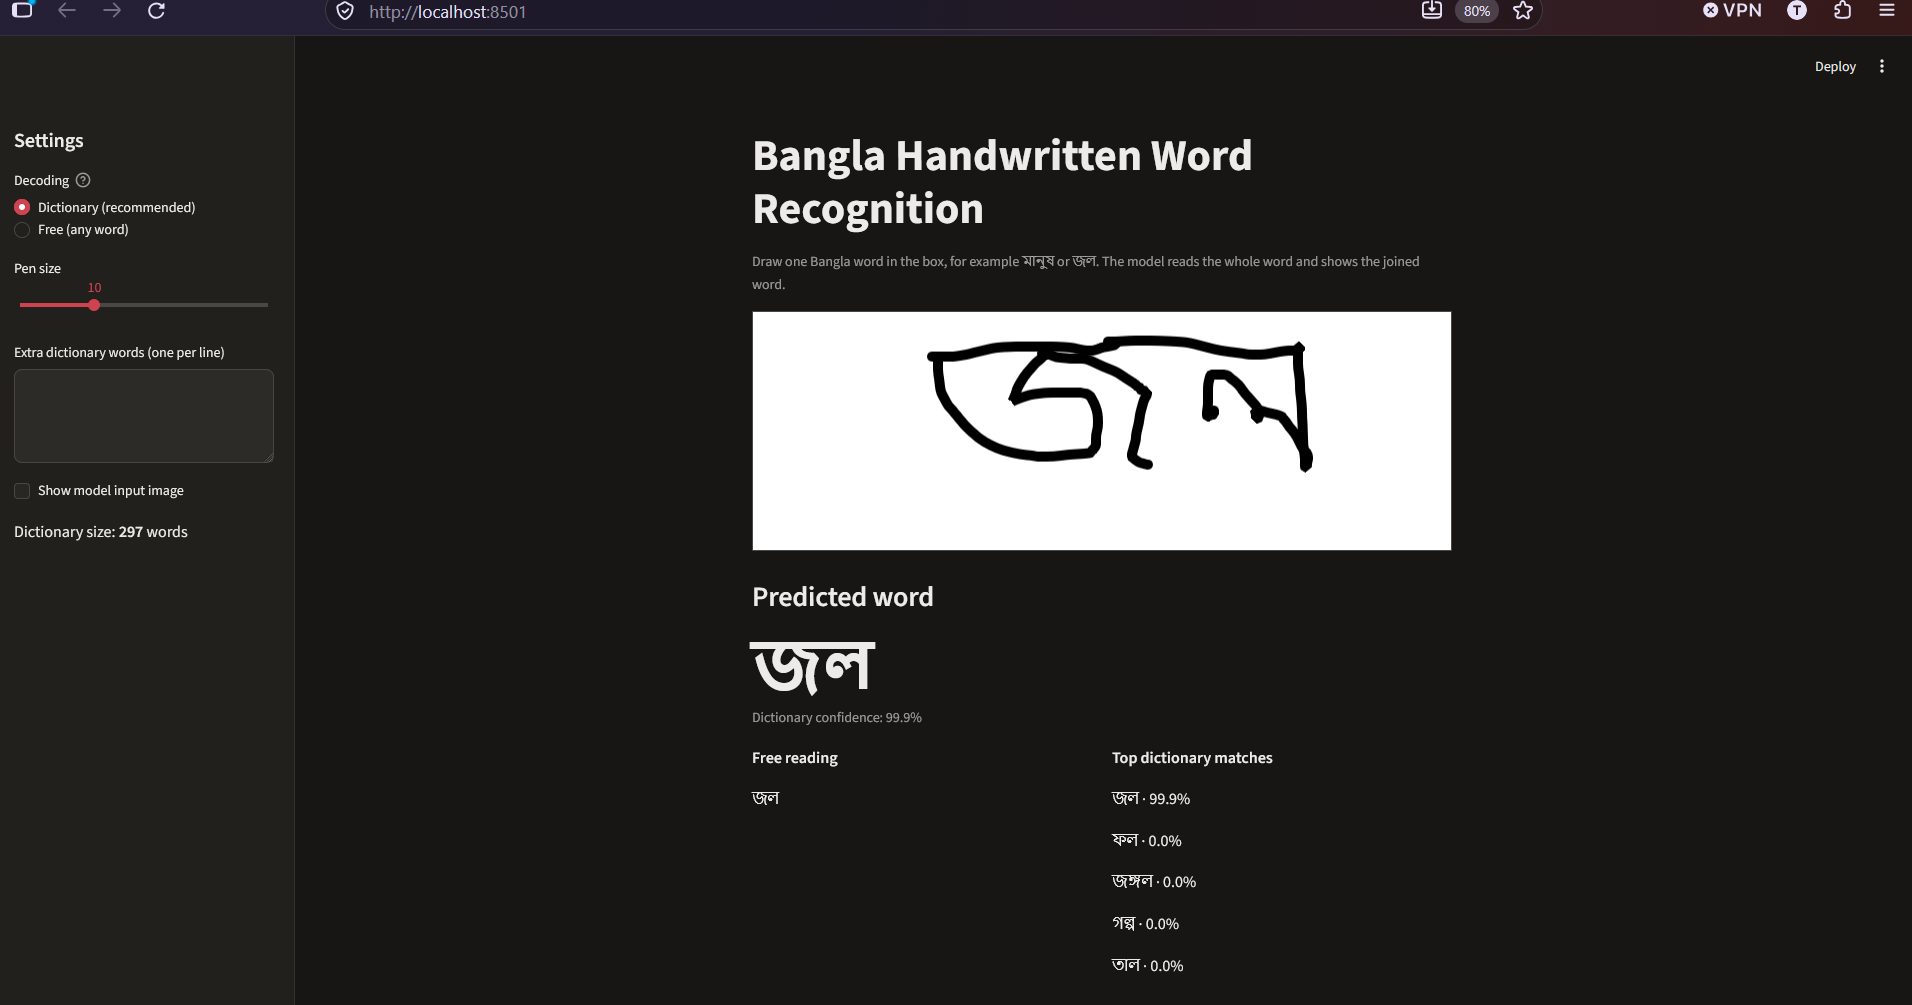 http://localhost:8501
80%
VPN
T
Deploy
Settings
Decoding ?
Dictionary (recommended)
Free (any word)
Pen size
10
Extra dictionary words (one per line)
Show model input image
Dictionary size: 297 words
Bangla Handwritten Word
Recognition
Draw one Bangla word in the box, for example মানুষ or জল. The model reads the whole word and shows the joined
word.
জল
Predicted word
জল
Dictionary confidence: 99.9%
Free reading
জল
Top dictionary matches
জল · 99.9%
ফল · 0.0%
জঙ্গল · 0.0%
গল্প · 0.0%
তাল · 0.0%